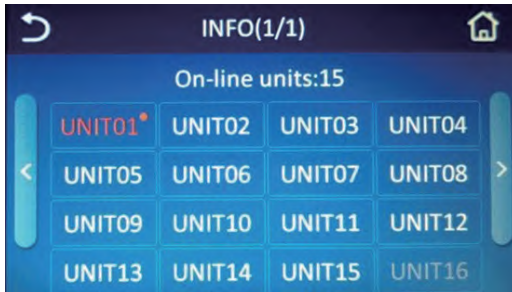 INFO(1/1)
On-line units:15
UNIT01 UNIT02 UNIT03 UNIT04
UNIT05 UNIT06 UNIT07 UNIT08
UNIT09 UNIT10 UNIT11 UNIT12
UNIT13 UNIT14 UNIT15 UNIT16